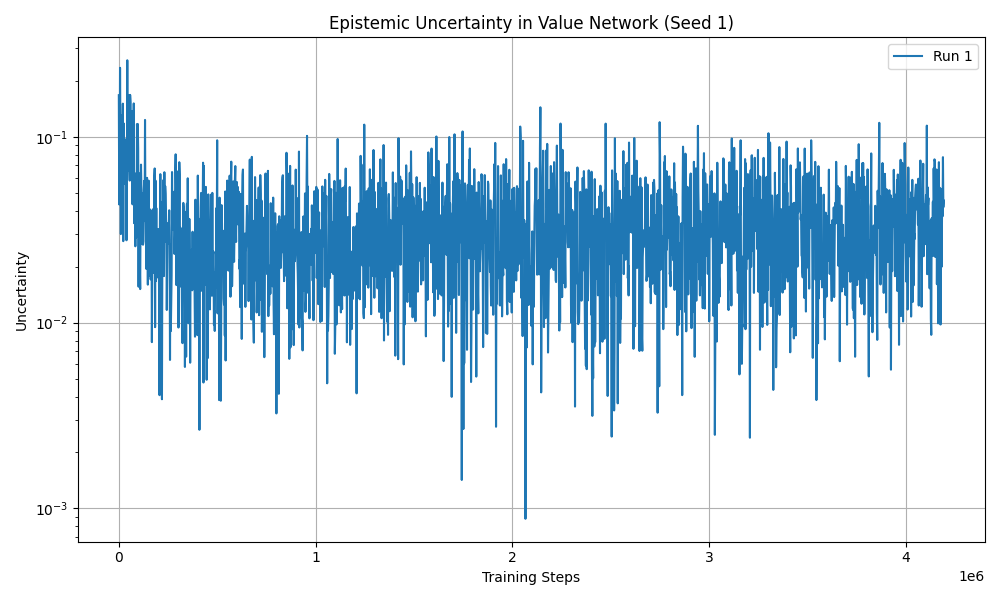 Epistemic Uncertainty in Value Network (Seed 1)
Run 1
Uncertainty
10⁻¹
10⁻²
10⁻³
0
1
2
3
4
1e6
Training Steps